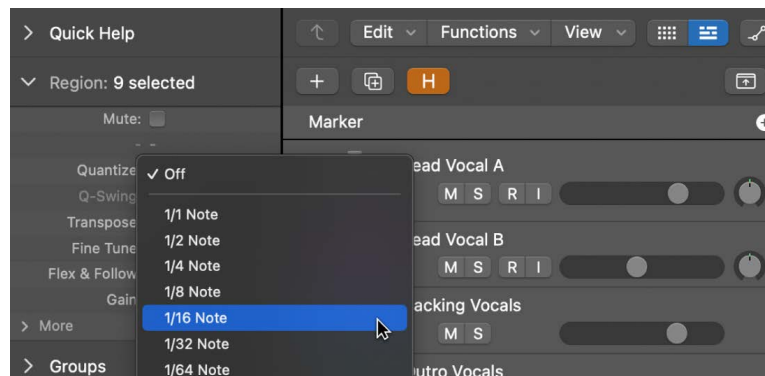 Quick Help
Edit Functions View
Region: 9 selected
H
Mute:
Marker
Quantize
Off
ead Vocal A
Q-Swing
M S R I
Transpose
1/1 Note
Fine Tune
1/2 Note
ead Vocal B
Flex & Follow
1/4 Note
M S R I
Gain
1/8 Note
acking Vocals
More
1/16 Note
M S
1/32 Note
Groups
1/64 Note
utro Vocals